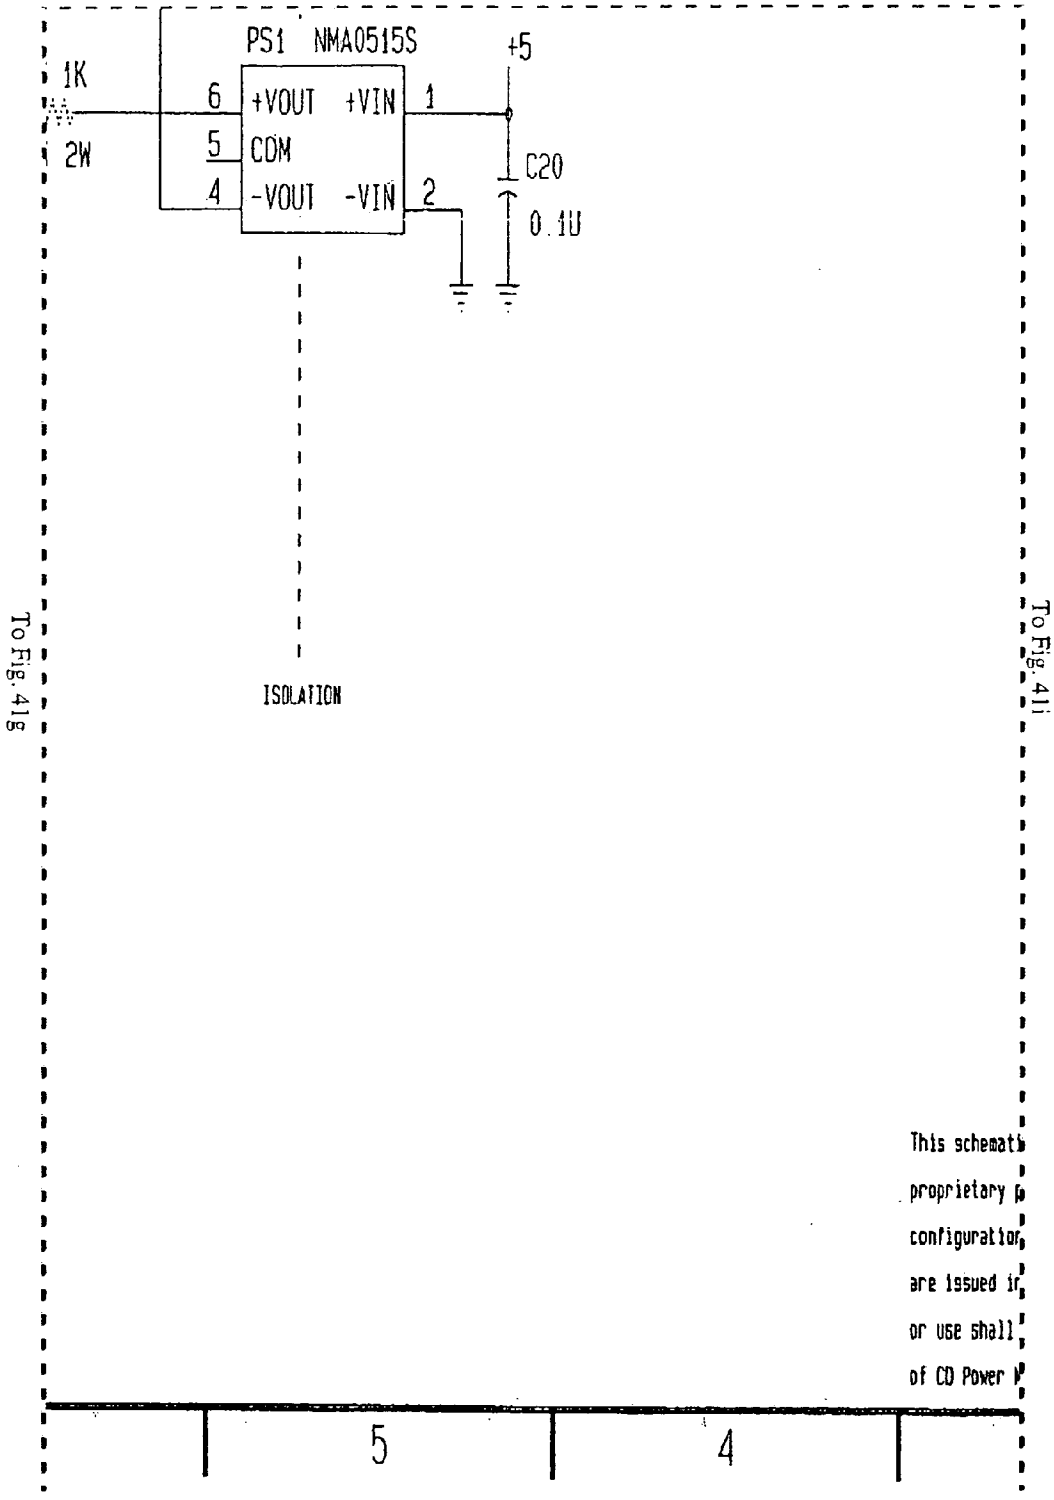 PS1 NMA0515S
+5
1K
6 +VOUT +VIN 1
5 COM
2W
C20
4 -VOUT -VIN 2
0.1U
To Fig. 41g
To Fig. 41i
ISOLATION
This schemati
proprietary
configuration
are issued in
or use shall
of CD Power
5 4